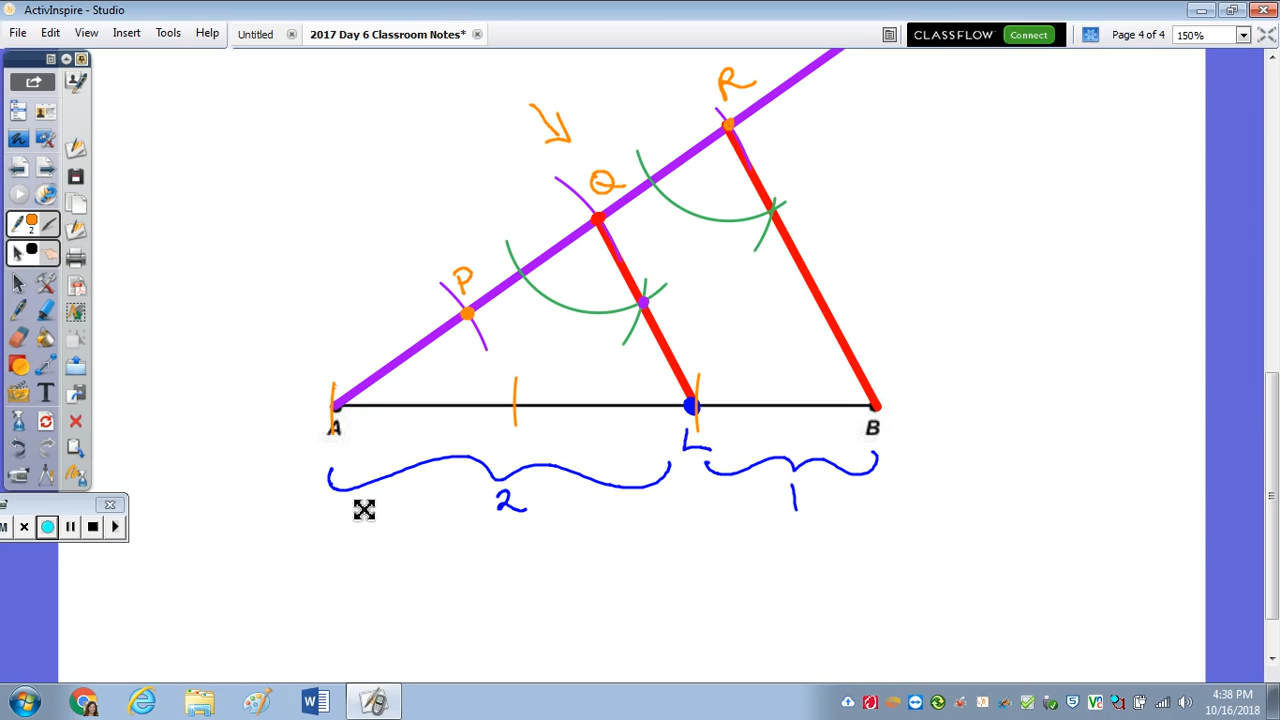 ActivInspire - Studio
File Edit View Insert Tools Help
Untitled
2017 Day 6 Classroom Notes*
CLASSFLOW Connect
Page 4 of 4
150%
2
T
R
Q
P
A
L
B
2
1
M
W
4:38 PM
10/16/2018